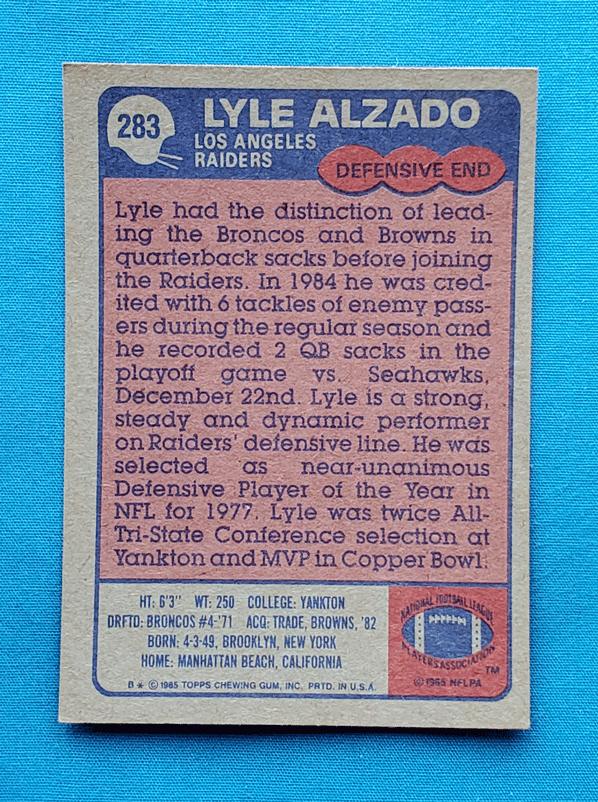 283
LYLE ALZADO
LOS ANGELES
RAIDERS
DEFENSIVE END
Lyle had the distinction of lead-
ing the Broncos and Browns in
quarterback sacks before joining
the Raiders. In 1984 he was cred-
ited with 6 tackles of enemy pass-
ers during the regular season and
he recorded 2 QB sacks in the
playoff game vs. Seahawks,
December 22nd. Lyle is a strong,
steady and dynamic performer
on Raiders' defensive line. He was
selected as near-unanimous
Defensive Player of the Year in
NFL for 1977. Lyle was twice All-
Tri-State Conference selection at
Yankton and MVP in Copper Bowl.
HT: 6'3" WT: 250 COLLEGE: YANKTON
DRFTD: BRONCOS #4-'71 ACQ: TRADE, BROWNS, '82
BORN: 4-3-49, BROOKLYN, NEW YORK
HOME: MANHATTAN BEACH, CALIFORNIA
B* © 1985 TOPPS CHEWING GUM, INC. PRTD. IN U.S.A.
NATIONAL FOOTBALL LEAGUE
PLAYERS ASSOCIATION
TM
© 1985 NFLPA